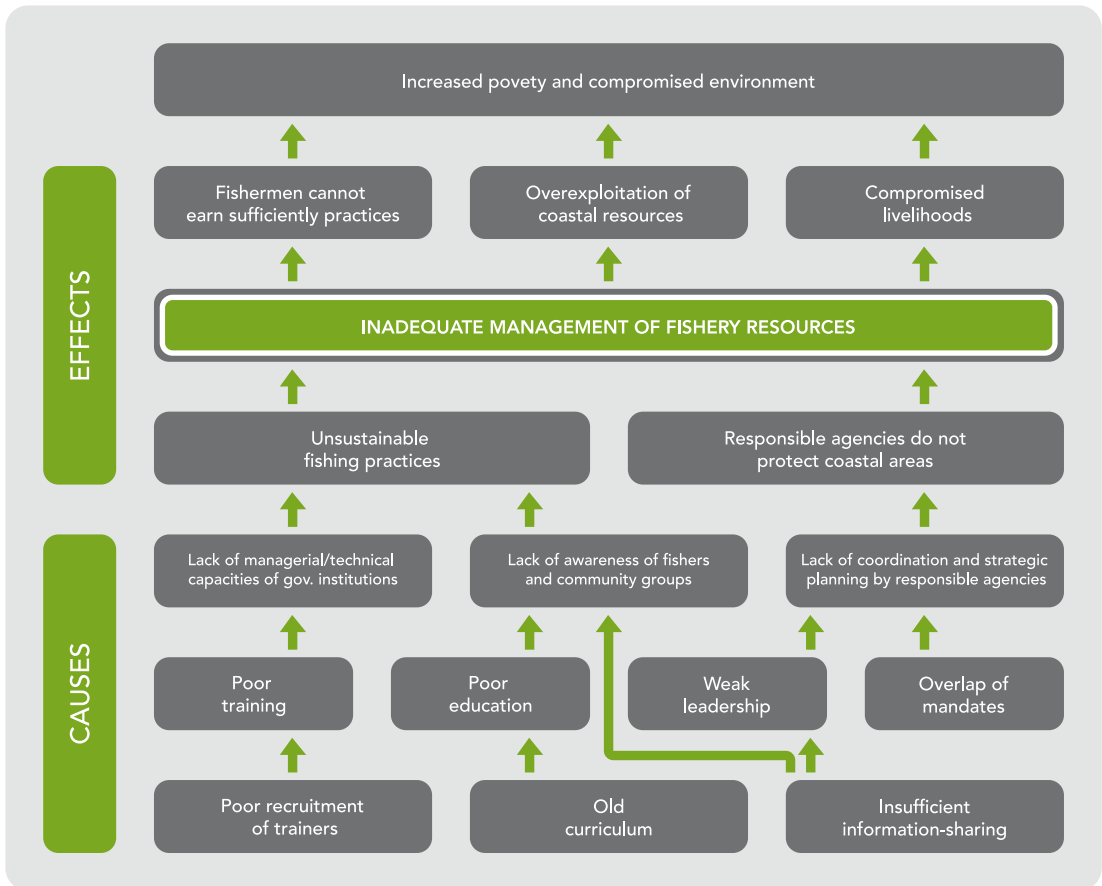 Increased povety and compromised environment
EFFECTS
Fishermen cannot
earn sufficiently practices
Overexploitation of
coastal resources
Compromised
livelihoods
INADEQUATE MANAGEMENT OF FISHERY RESOURCES
Unsustainable
fishing practices
Responsible agencies do not
protect coastal areas
CAUSES
Lack of managerial/technical
capacities of gov. institutions
Lack of awareness of fishers
and community groups
Lack of coordination and strategic
planning by responsible agencies
Poor
training
Poor
education
Weak
leadership
Overlap of
mandates
Poor recruitment
of trainers
Old
curriculum
Insufficient
information-sharing